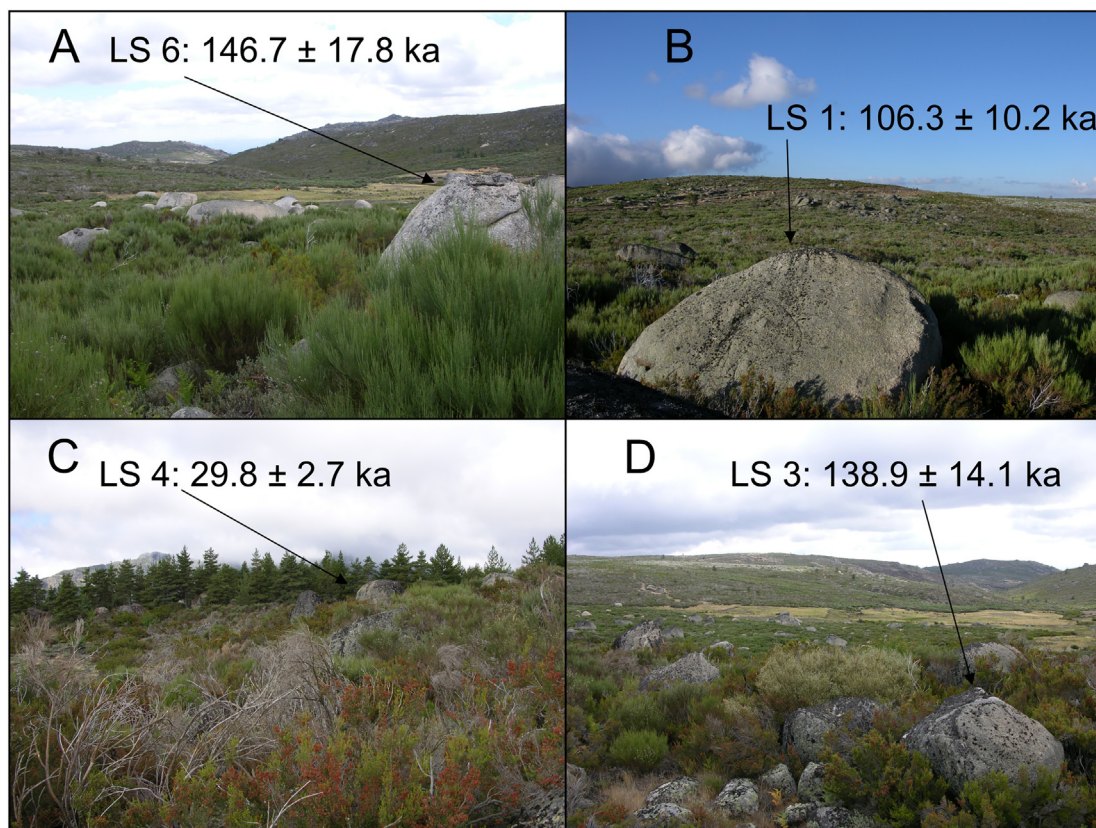 A
LS 6: 146.7 ± 17.8 ka
B
LS 1: 106.3 ± 10.2 ka
C
LS 4: 29.8 ± 2.7 ka
D
LS 3: 138.9 ± 14.1 ka